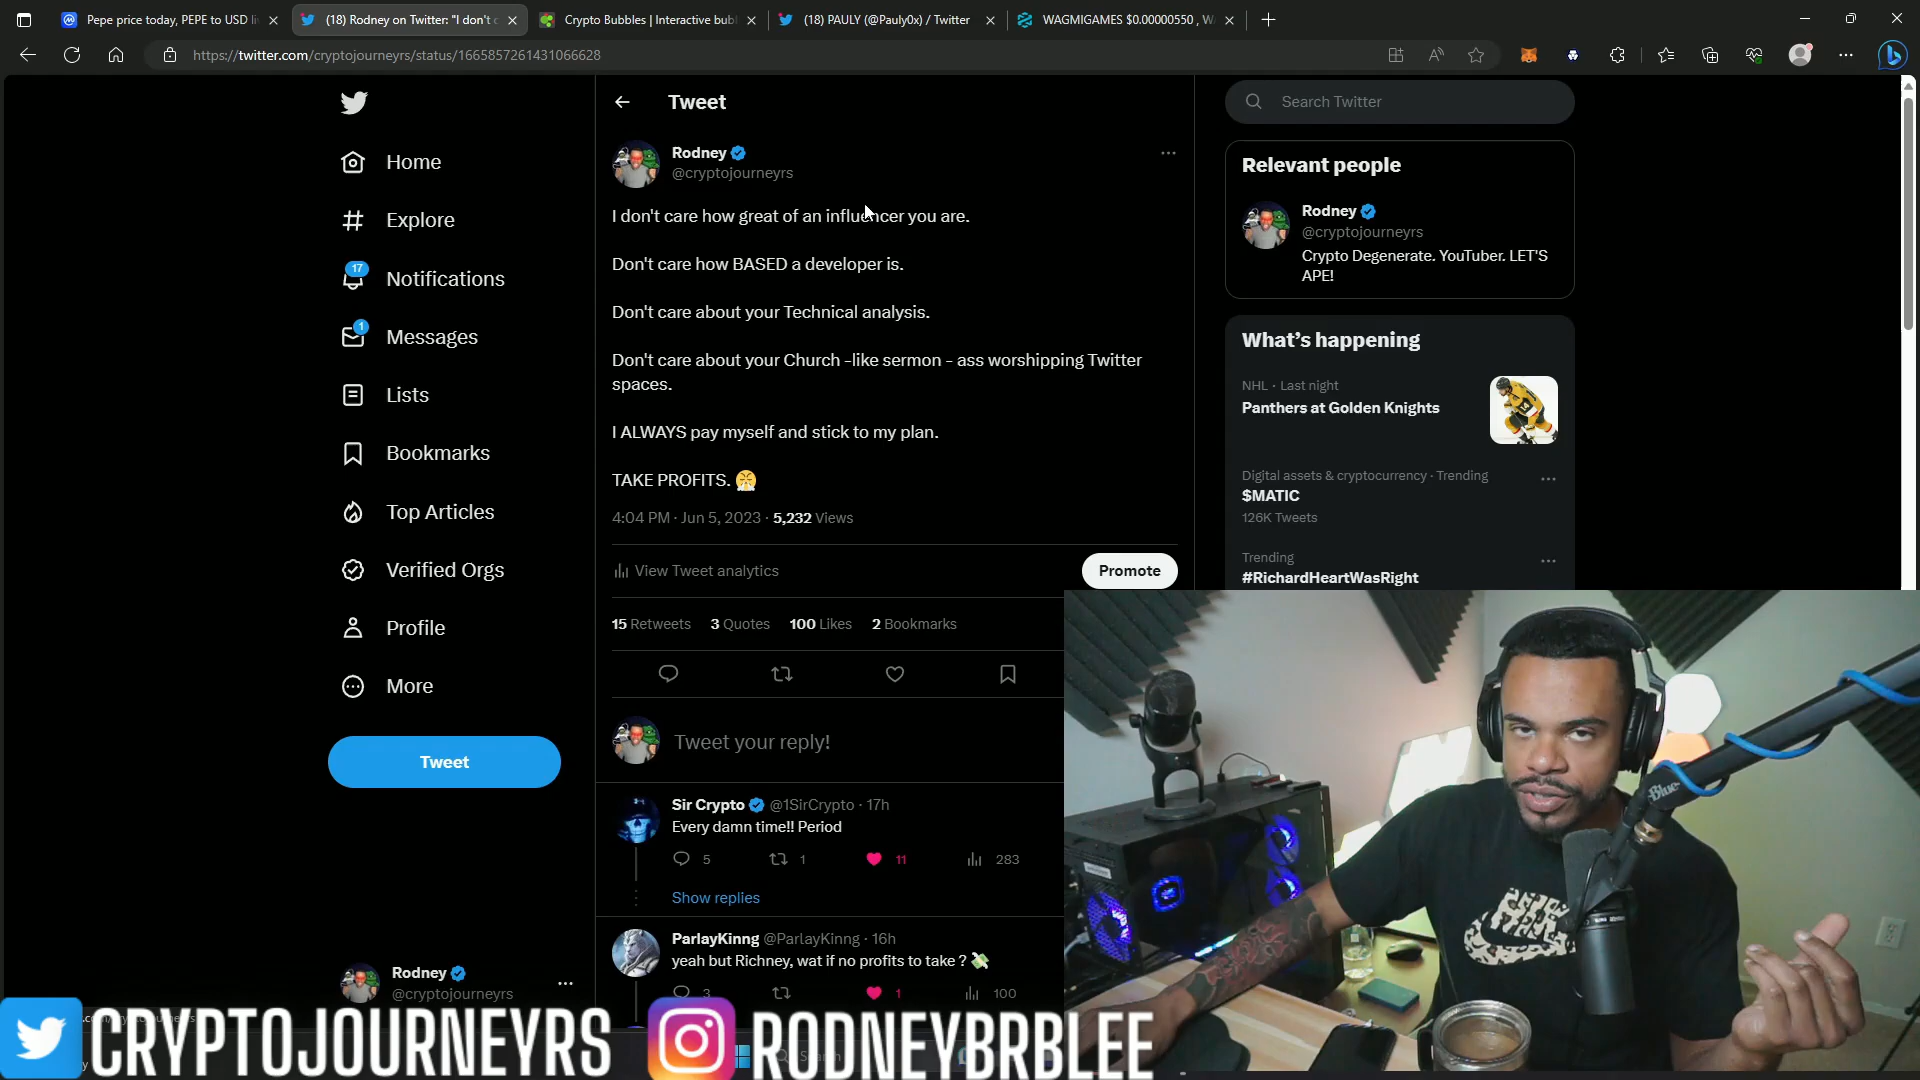 Pepe price today, PEPE to USD li
(18) Rodney on Twitter: "I don't c
Crypto Bubbles | Interactive bub
(18) PAULY (@Pauly0x) / Twitter
WAGMIGAMES $0.00000550 , W
https://twitter.com/cryptojourneyrs/status/1665857261431066628
Home
Explore
17
Notifications
1
Messages
Lists
Bookmarks
Top Articles
Verified Orgs
Profile
More
Tweet
Rodney
@cryptojourneyrs
Tweet
Rodney
@cryptojourneyrs
I don't care how great of an influencer you are.
Don't care how BASED a developer is.
Don't care about your Technical analysis.
Don't care about your Church -like sermon - ass worshipping Twitter
spaces.
I ALWAYS pay myself and stick to my plan.
TAKE PROFITS.
4:04 PM · Jun 5, 2023 · 5,232 Views
View Tweet analytics
Promote
15 Retweets 3 Quotes 100 Likes 2 Bookmarks
Tweet your reply!
Sir Crypto @1SirCrypto · 17h
Every damn time!! Period
5 1 11 283
Show replies
ParlayKinng @ParlayKinng · 16h
yeah but Richney, wat if no profits to take ?
3 1 100
Search Twitter
Relevant people
Rodney
@cryptojourneyrs
Crypto Degenerate. YouTuber. LET'S
APE!
What's happening
NHL · Last night
Panthers at Golden Knights
Digital assets & cryptocurrency · Trending
$MATIC
126K Tweets
Trending
#RichardHeartWasRight
Blue
NIKE
CRYPTOJOURNEYRS
RODNEYBRBLEE